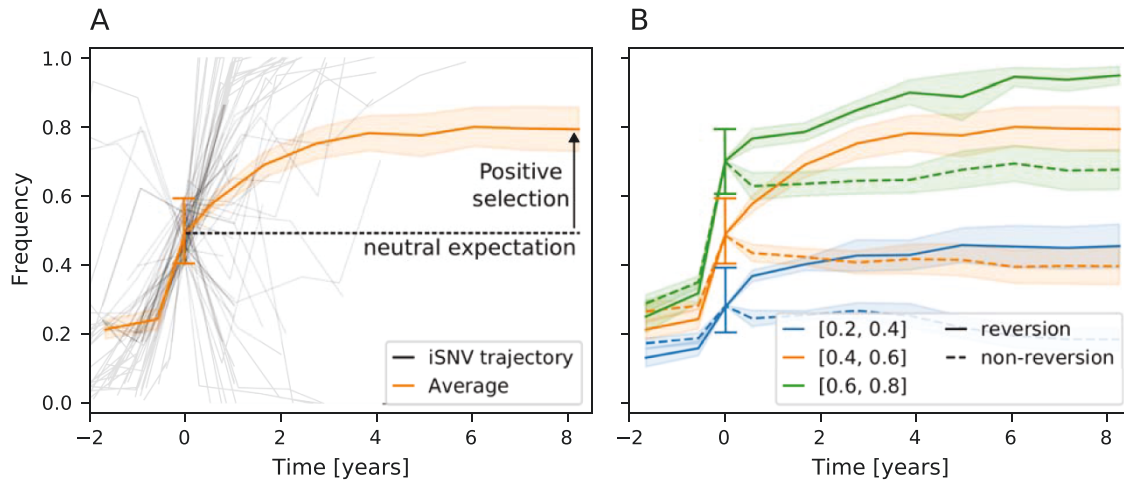 A
B
Frequency
1.0
0.8
0.6
0.4
0.2
0.0
Positive
selection
neutral expectation
iSNV trajectory
Average
−2
0
2
4
6
8
Time [years]
[0.2, 0.4]
[0.4, 0.6]
[0.6, 0.8]
reversion
non-reversion
−2
0
2
4
6
8
Time [years]